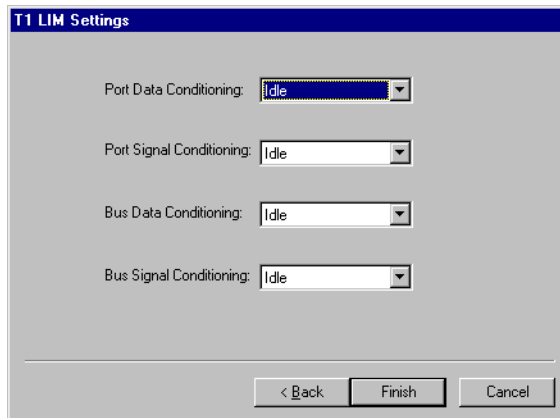 T1 LIM Settings
Port Data Conditioning: Idle
Port Signal Conditioning: Idle
Bus Data Conditioning: Idle
Bus Signal Conditioning: Idle
< Back Finish Cancel